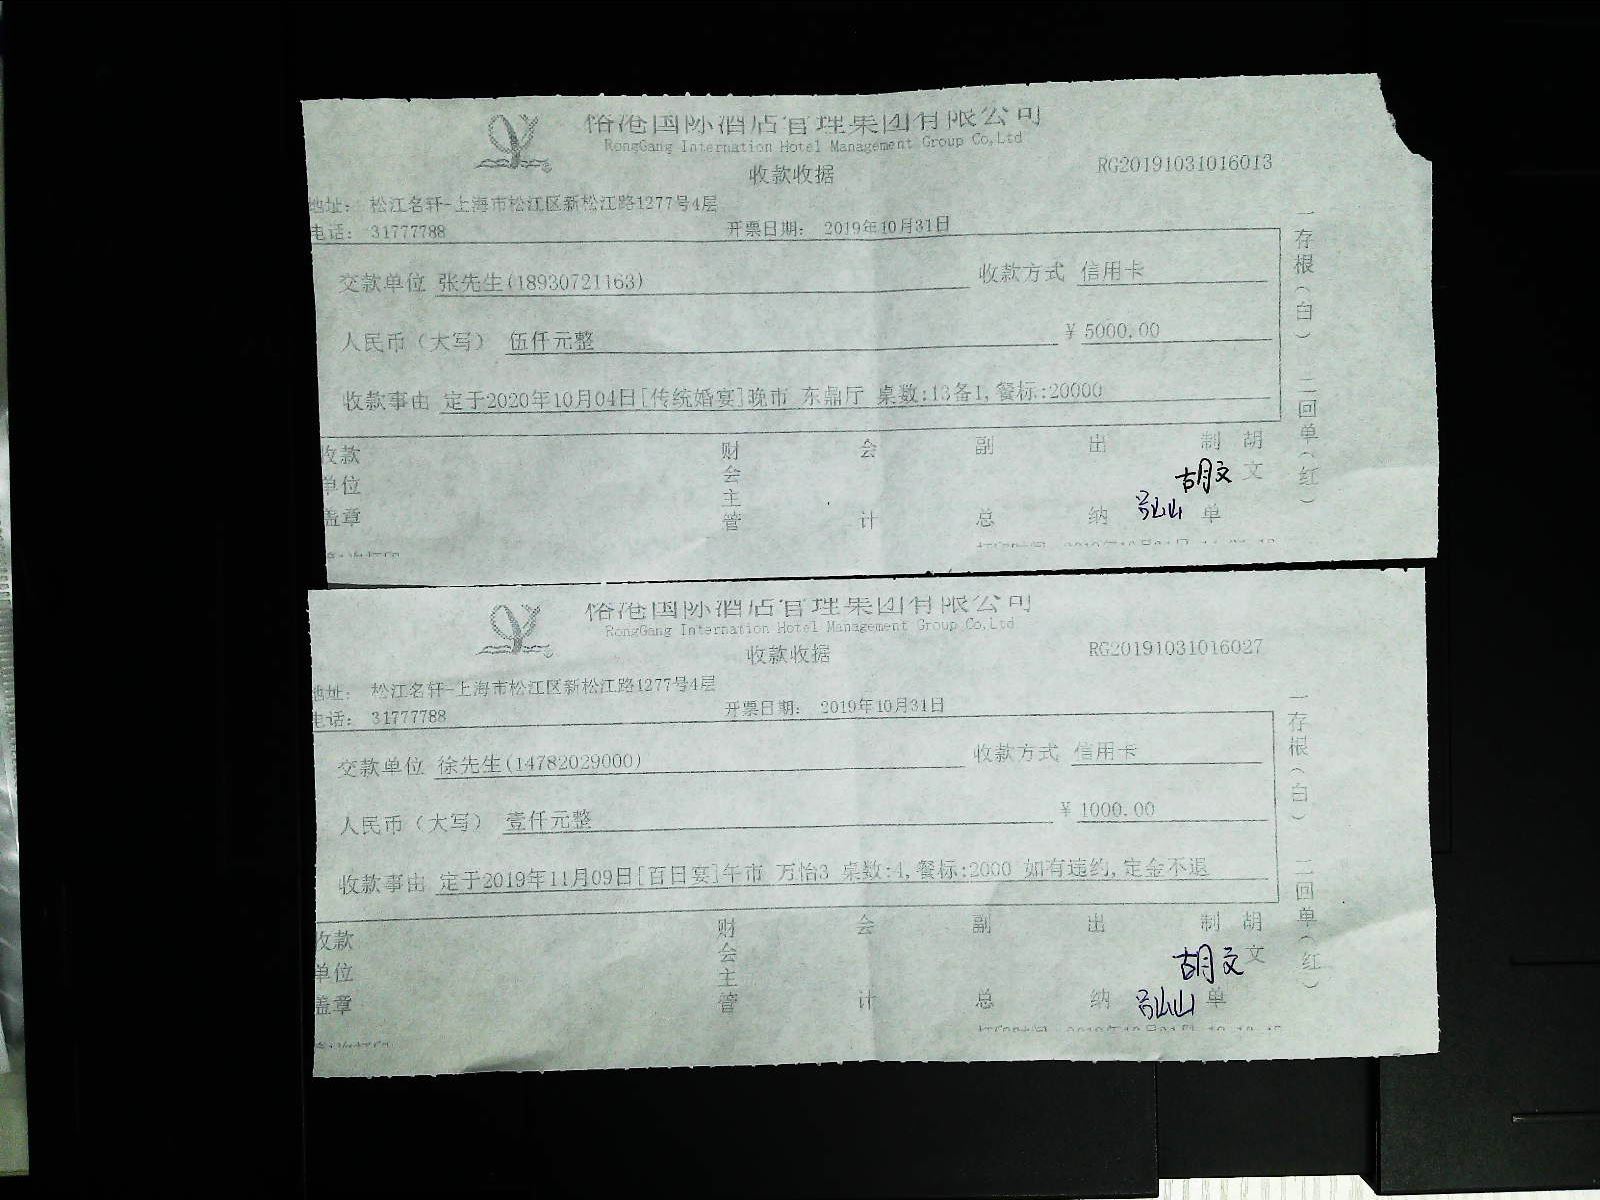 裕港国际酒店管理集团有限公司
RongGang Internation Hotel Management Group Co,Ltd
收款收据
RG20191031016013
地址： 松江名轩-上海市松江区新松江路1277号4层
电话： 31777788 开票日期： 2019年10月31日
交款单位 张先生(18930721163) 收款方式 信用卡
人民币（大写） 伍仟元整 ¥ 5000.00
收款事由 定于2020年10月04日[传统婚宴]晚市 东鼎厅 桌数:13备1,餐标:20000
收款单位盖章 财会主管 会计 副总 出纳 制单 胡文
胡文
一存根（白） 二回单（红）
裕港国际酒店管理集团有限公司
RongGang Internation Hotel Management Group Co,Ltd
收款收据
RG20191031016027
地址： 松江名轩-上海市松江区新松江路1277号4层
电话： 31777788 开票日期： 2019年10月31日
交款单位 徐先生(14782029000) 收款方式 信用卡
人民币（大写） 壹仟元整 ¥ 1000.00
收款事由 定于2019年11月09日[百日宴]午市 万怡3 桌数:4,餐标:2000 如有违约,定金不退
收款单位盖章 财会主管 会计 副总 出纳 制单 胡文
胡文
一存根（白） 二回单（红）